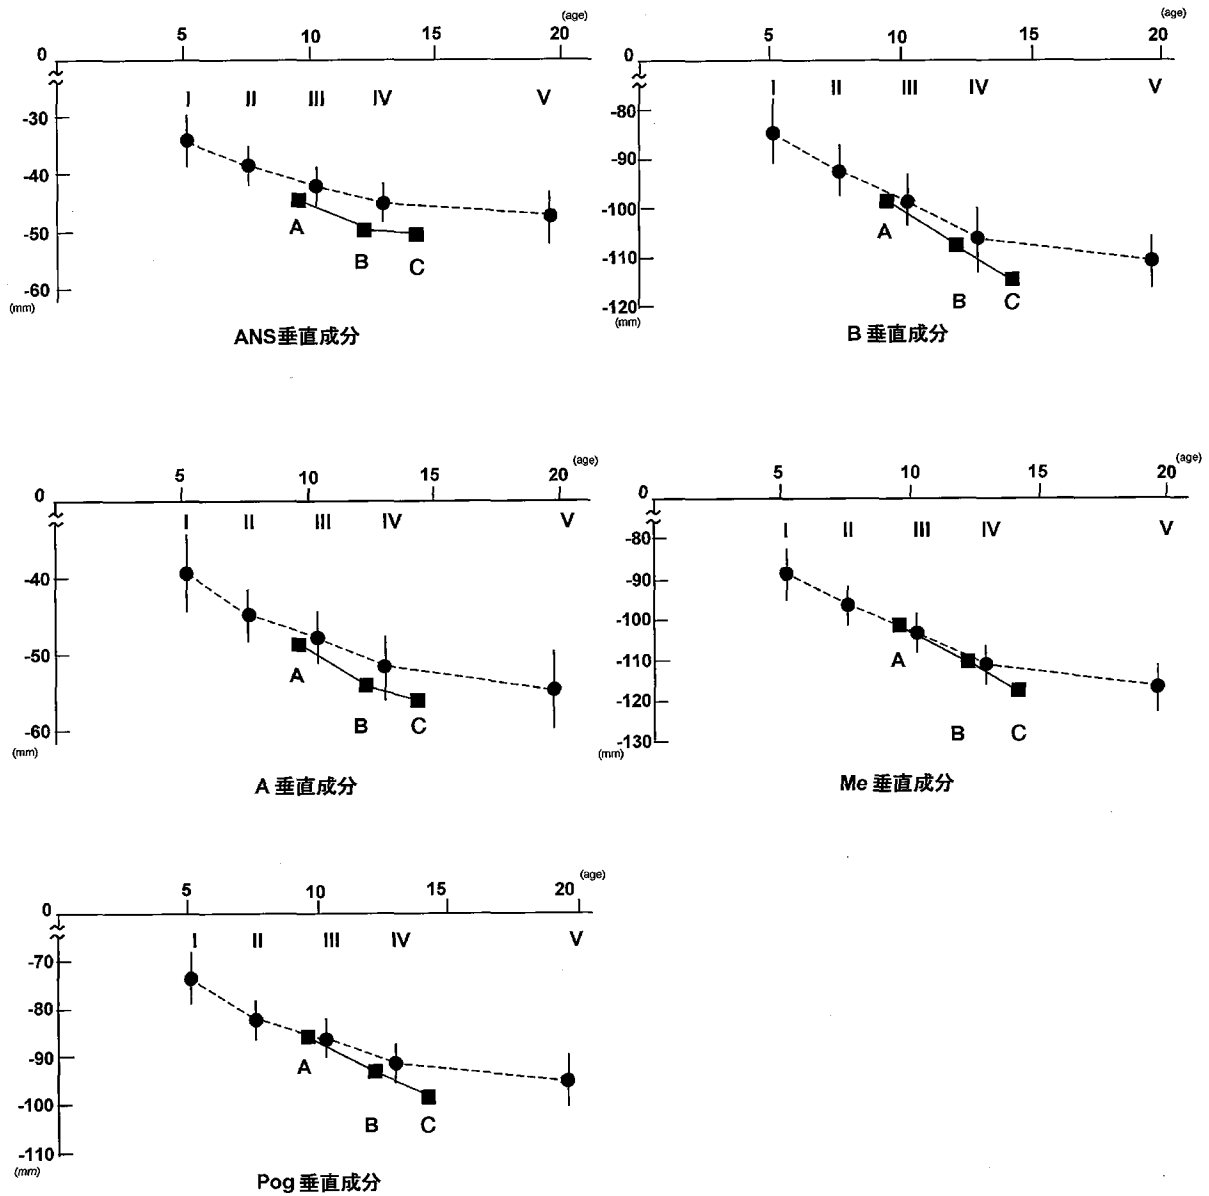 (age)
5 10 15 20
0
I II III IV V
-30
-40
A
-50
B C
-60
(mm)
ANS垂直成分
(age)
5 10 15 20
0
I II III IV V
-80
-90
-100
A
-110
B C
-120
(mm)
B 垂直成分
(age)
5 10 15 20
0
I II III IV V
-40
-50
A
B C
-60
(mm)
A 垂直成分
(age)
5 10 15 20
0
I II III IV V
-80
-90
-100
A
-110
-120
B C
-130
(mm)
Me 垂直成分
(age)
5 10 15 20
0
I II III IV V
-70
-80
-90
A
-100
B C
-110
(mm)
Pog 垂直成分